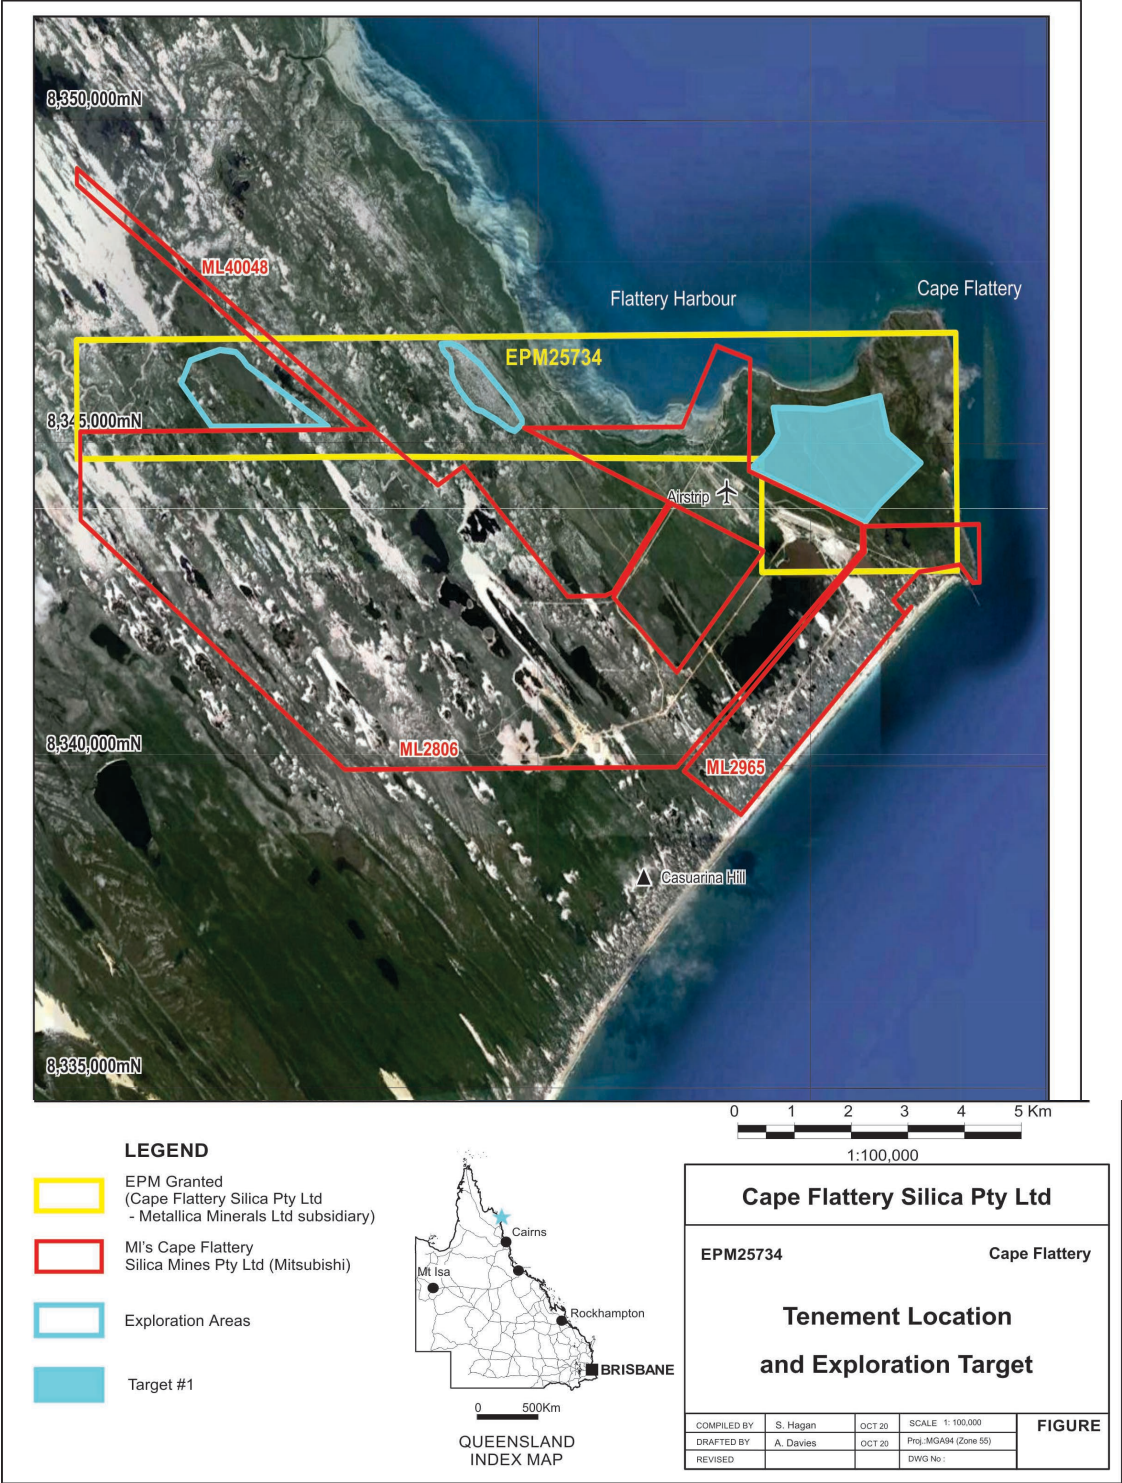 8,350,000mN
ML40048
Cape Flattery
Flattery Harbour
EPM25734
8,345,000mN
Airstrip
8,340,000mN
ML2806
ML2965
Casuarina Hill
8,335,000mN
0 1 2 3 4 5 Km
1:100,000
LEGEND
EPM Granted
(Cape Flattery Silica Pty Ltd
- Metallica Minerals Ltd subsidiary)
Ml's Cape Flattery
Silica Mines Pty Ltd (Mitsubishi)
Exploration Areas
Target #1
Cairns
Mt Isa
Rockhampton
BRISBANE
0 500Km
QUEENSLAND
INDEX MAP
Cape Flattery Silica Pty Ltd
EPM25734 Cape Flattery
Tenement Location
and Exploration Target
COMPILED BY S. Hagan OCT 20 SCALE 1: 100,000 FIGURE
DRAFTED BY A. Davies OCT 20 Proj.:MGA94 (Zone 55)
REVISED DWG No :